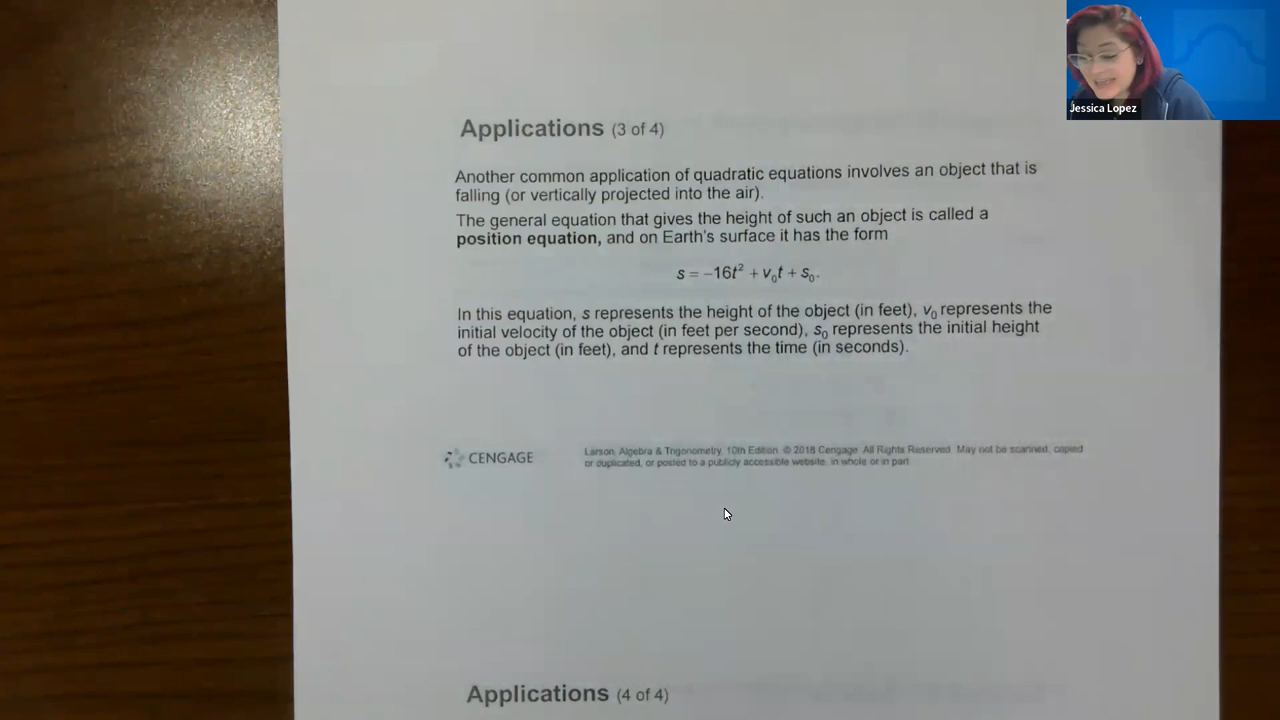 Jessica Lopez
Applications (3 of 4)
Another common application of quadratic equations involves an object that is
falling (or vertically projected into the air).
The general equation that gives the height of such an object is called a
position equation, and on Earth's surface it has the form
s = −16t² + v₀t + s₀.
In this equation, s represents the height of the object (in feet), v₀ represents the
initial velocity of the object (in feet per second), s₀ represents the initial height
of the object (in feet), and t represents the time (in seconds).
CENGAGE
Larson, Algebra & Trigonometry, 10th Edition. © 2018 Cengage. All Rights Reserved. May not be scanned, copied
or duplicated, or posted to a publicly accessible website, in whole or in part.
Applications (4 of 4)